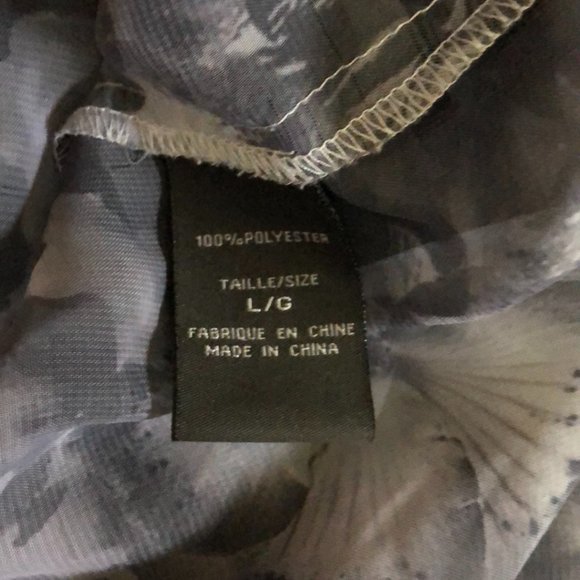 100%POLYESTER
TAILLE/SIZE
L/G
FABRIQUE EN CHINE
MADE IN CHINA